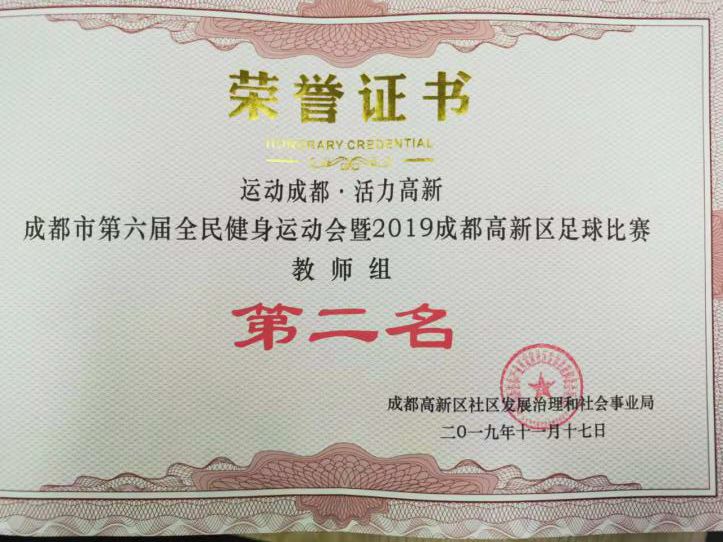 荣誉证书
HONORARY CREDENTIAL
运动成都·活力高新
成都市第六届全民健身运动会暨2019成都高新区足球比赛
教师组
第二名
成都高新区社区发展治理和社会事业局
二〇一九年十一月十七日